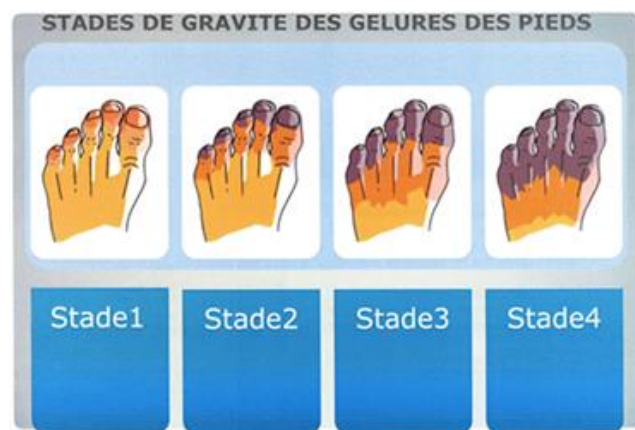 STADES DE GRAVITE DES GELURES DES PIEDS
Stade1
Stade2
Stade3
Stade4